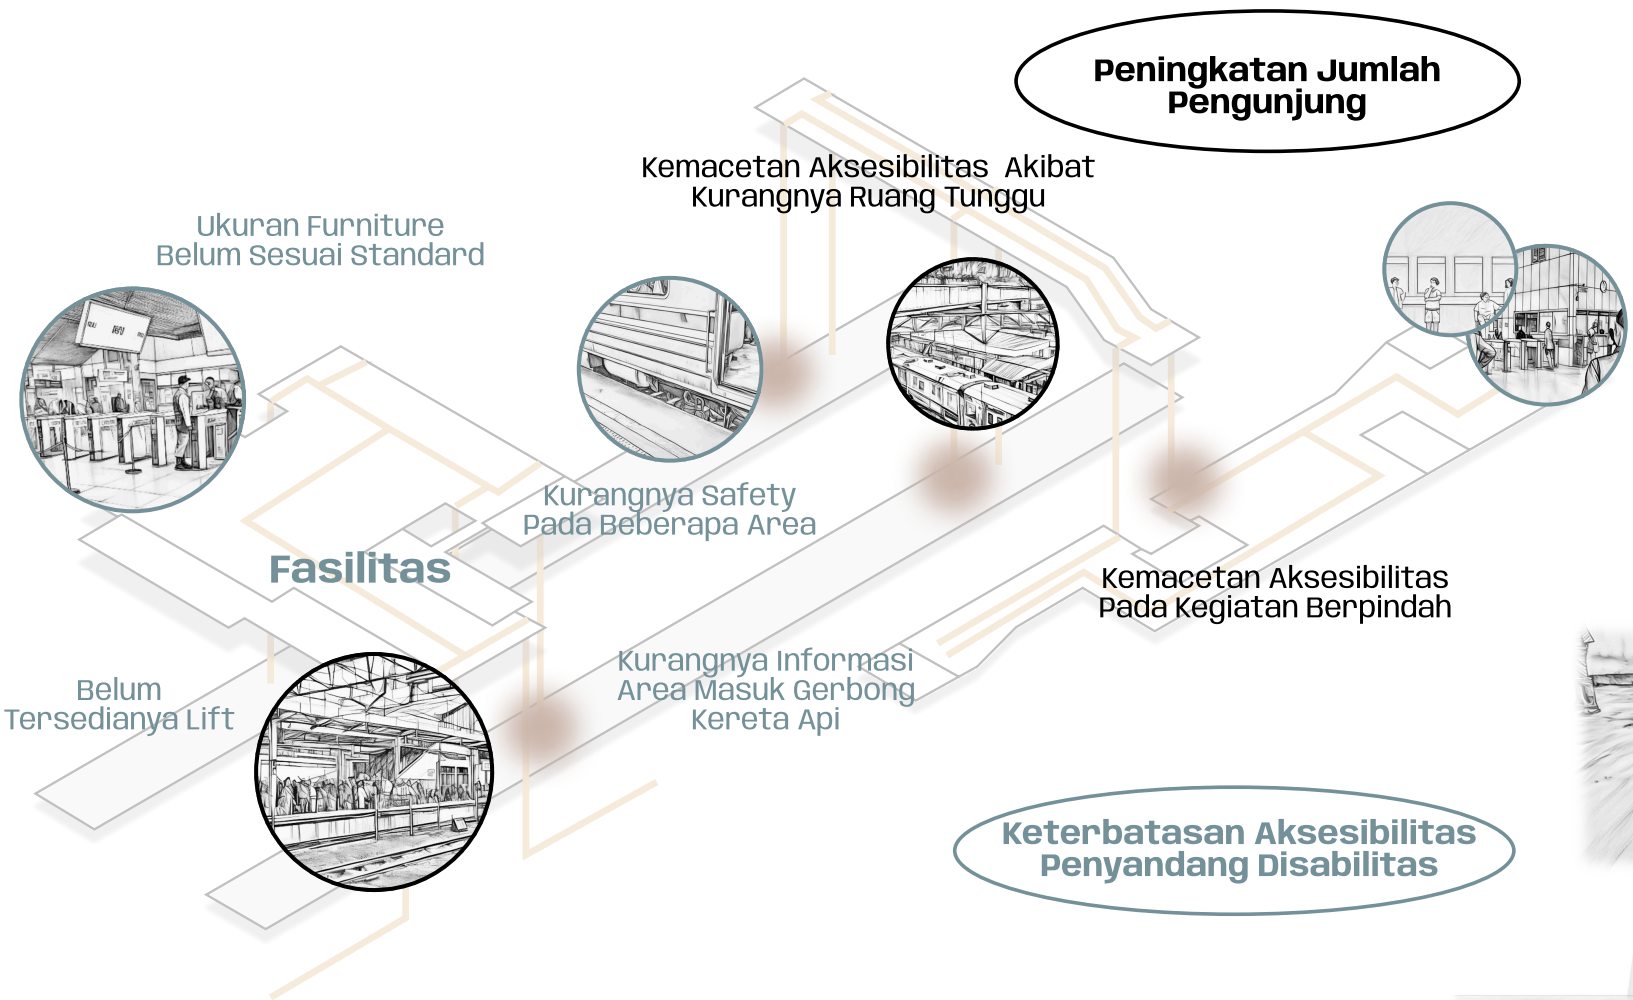 Peningkatan Jumlah
Pengunjung
Kemacetan Aksesibilitas Akibat
Kurangnya Ruang Tunggu
Ukuran Furniture
Belum Sesuai Standard
Kurangnya Safety
Pada Beberapa Area
Fasilitas
Kemacetan Aksesibilitas
Pada Kegiatan Berpindah
Kurangnya Informasi
Area Masuk Gerbong
Kereta Api
Belum
Tersedianya Lift
Keterbatasan Aksesibilitas
Penyandang Disabilitas